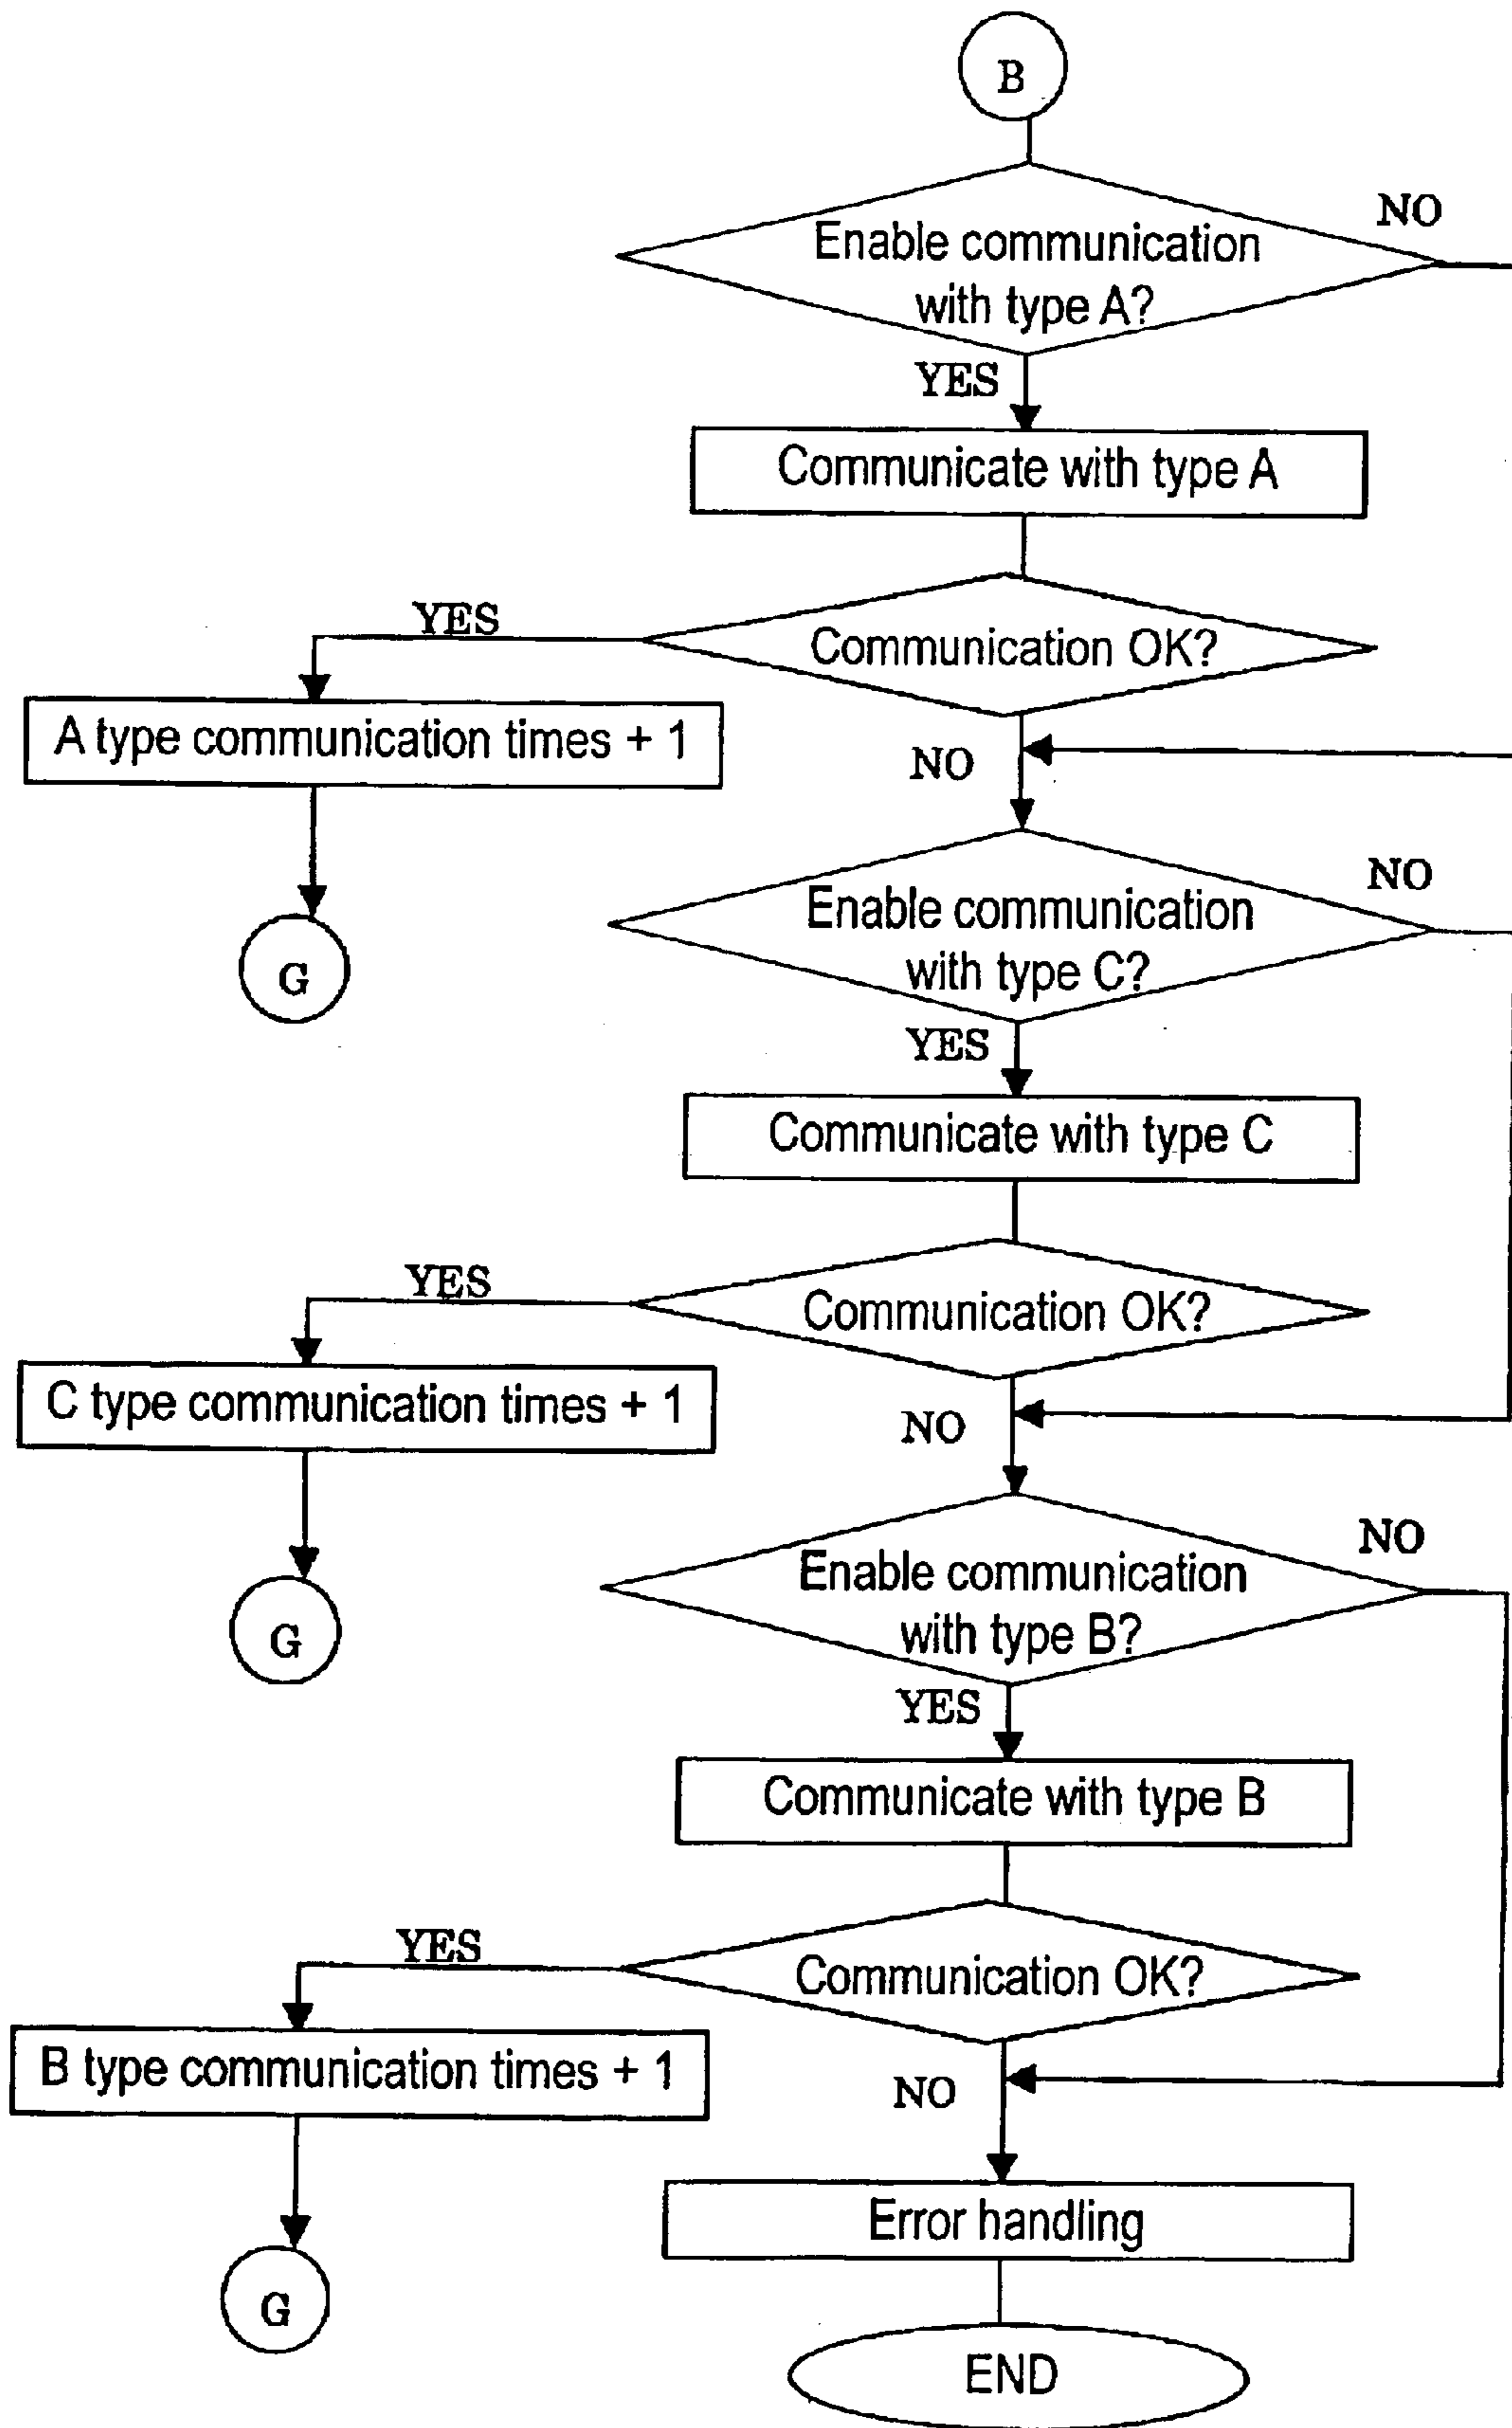 B
Enable communication
with type A?
NO
YES
Communicate with type A
Communication OK?
YES
A type communication times + 1
NO
G
Enable communication
with type C?
NO
YES
Communicate with type C
Communication OK?
YES
C type communication times + 1
NO
G
Enable communication
with type B?
NO
YES
Communicate with type B
Communication OK?
YES
B type communication times + 1
NO
Error handling
G
END